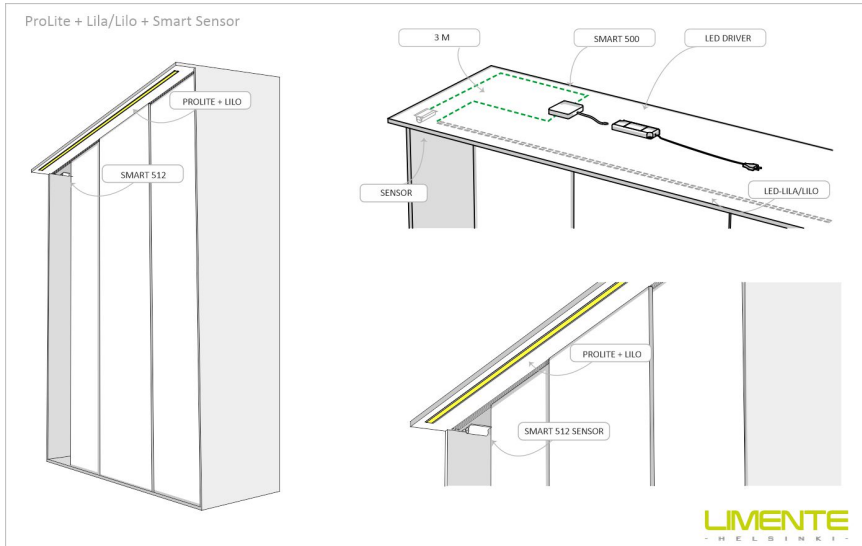 ProLite + Lila/Lilo + Smart Sensor
PROLITE + LILO
SMART 512
3 M
SMART 500
LED DRIVER
SENSOR
LED-LILA/LILO
PROLITE + LILO
SMART 512 SENSOR
LIMENTE
- HELSINKI -